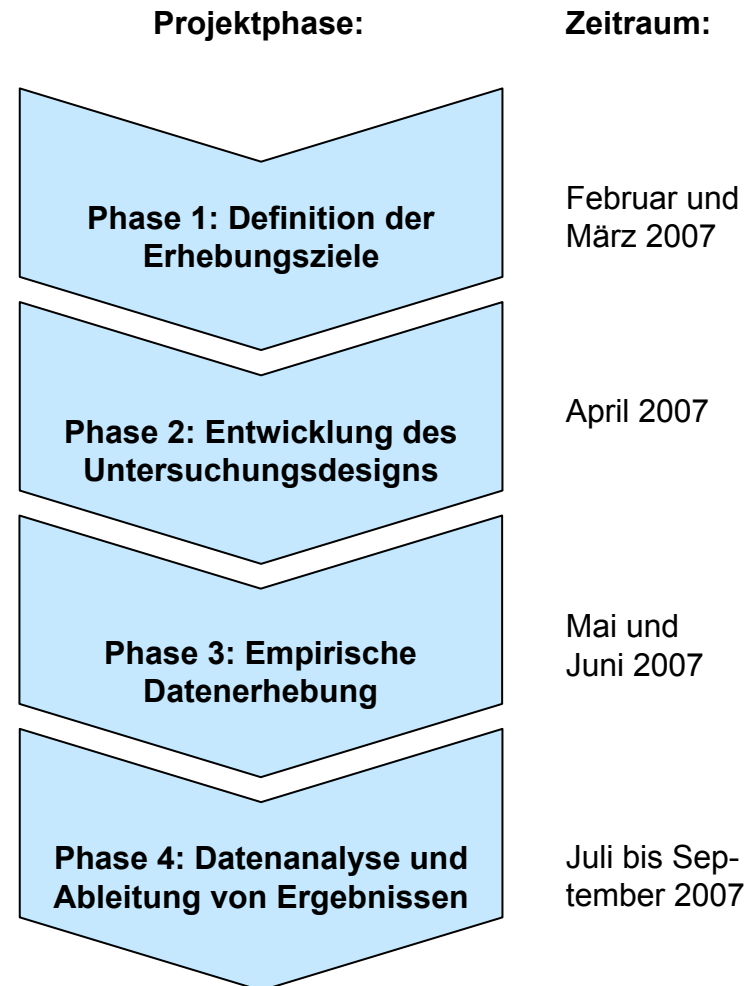 Projektphase:
Zeitraum:
Phase 1: Definition der
Erhebungsziele
Februar und
März 2007
Phase 2: Entwicklung des
Untersuchungsdesigns
April 2007
Phase 3: Empirische
Datenerhebung
Mai und
Juni 2007
Phase 4: Datenanalyse und
Ableitung von Ergebnissen
Juli bis Sep-
tember 2007